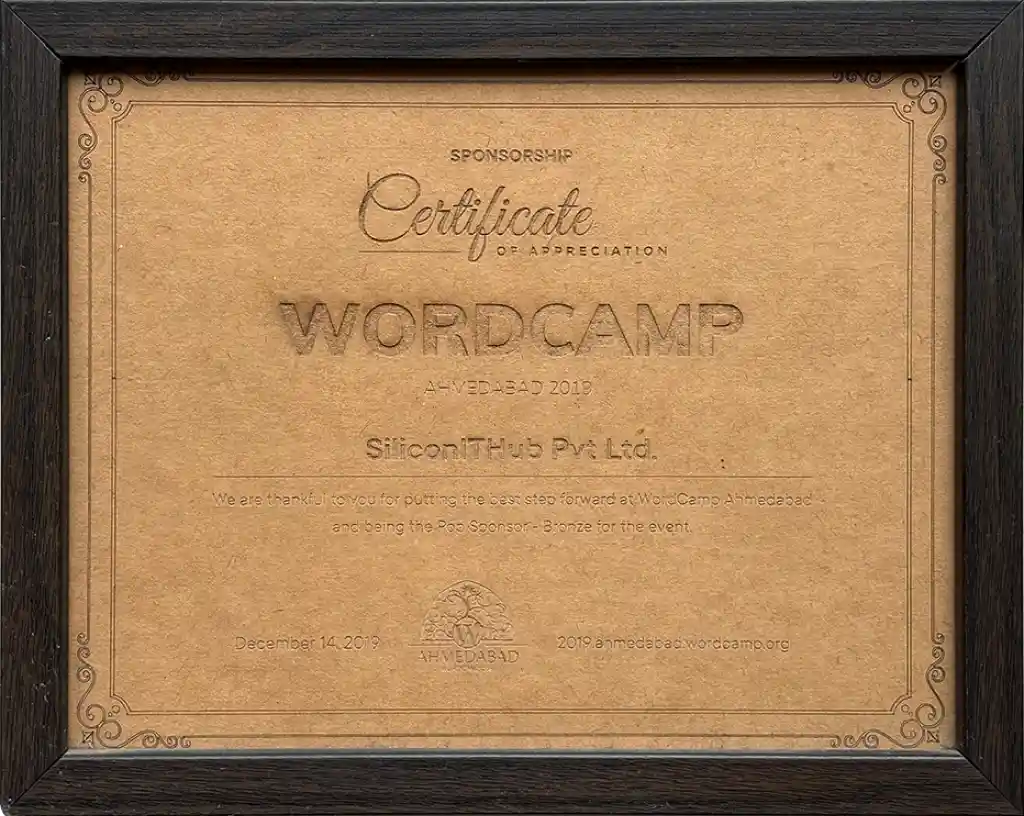 SPONSORSHIP
Certificate
OF APPRECIATION
WORDCAMP
AHMEDABAD 2019
SiliconITHub Pvt Ltd.
We are thankful to you for putting the best step forward at WordCamp Ahmedabad
and being the Pop Sponsor - Bronze for the event.
W
AHMEDABAD
December 14, 2019
2019.ahmedabad.wordcamp.org